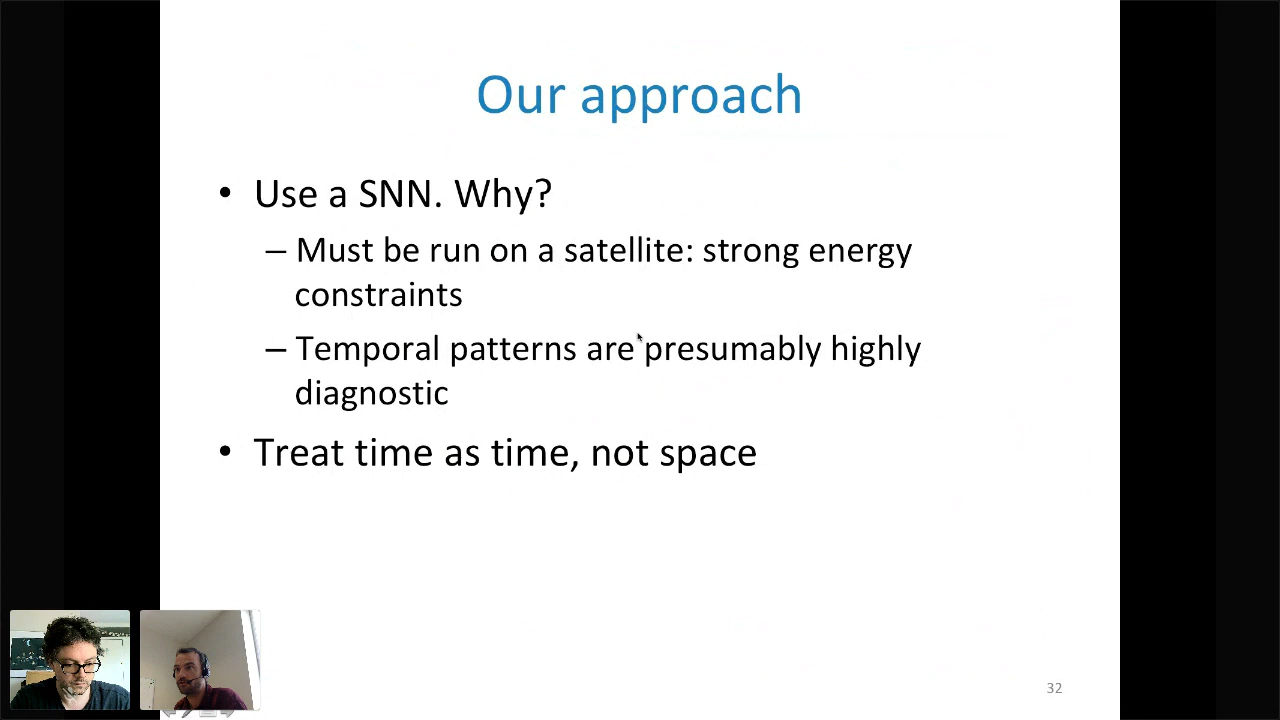 Our approach
• Use a SNN. Why?
– Must be run on a satellite: strong energy
constraints
– Temporal patterns are presumably highly
diagnostic
• Treat time as time, not space
32